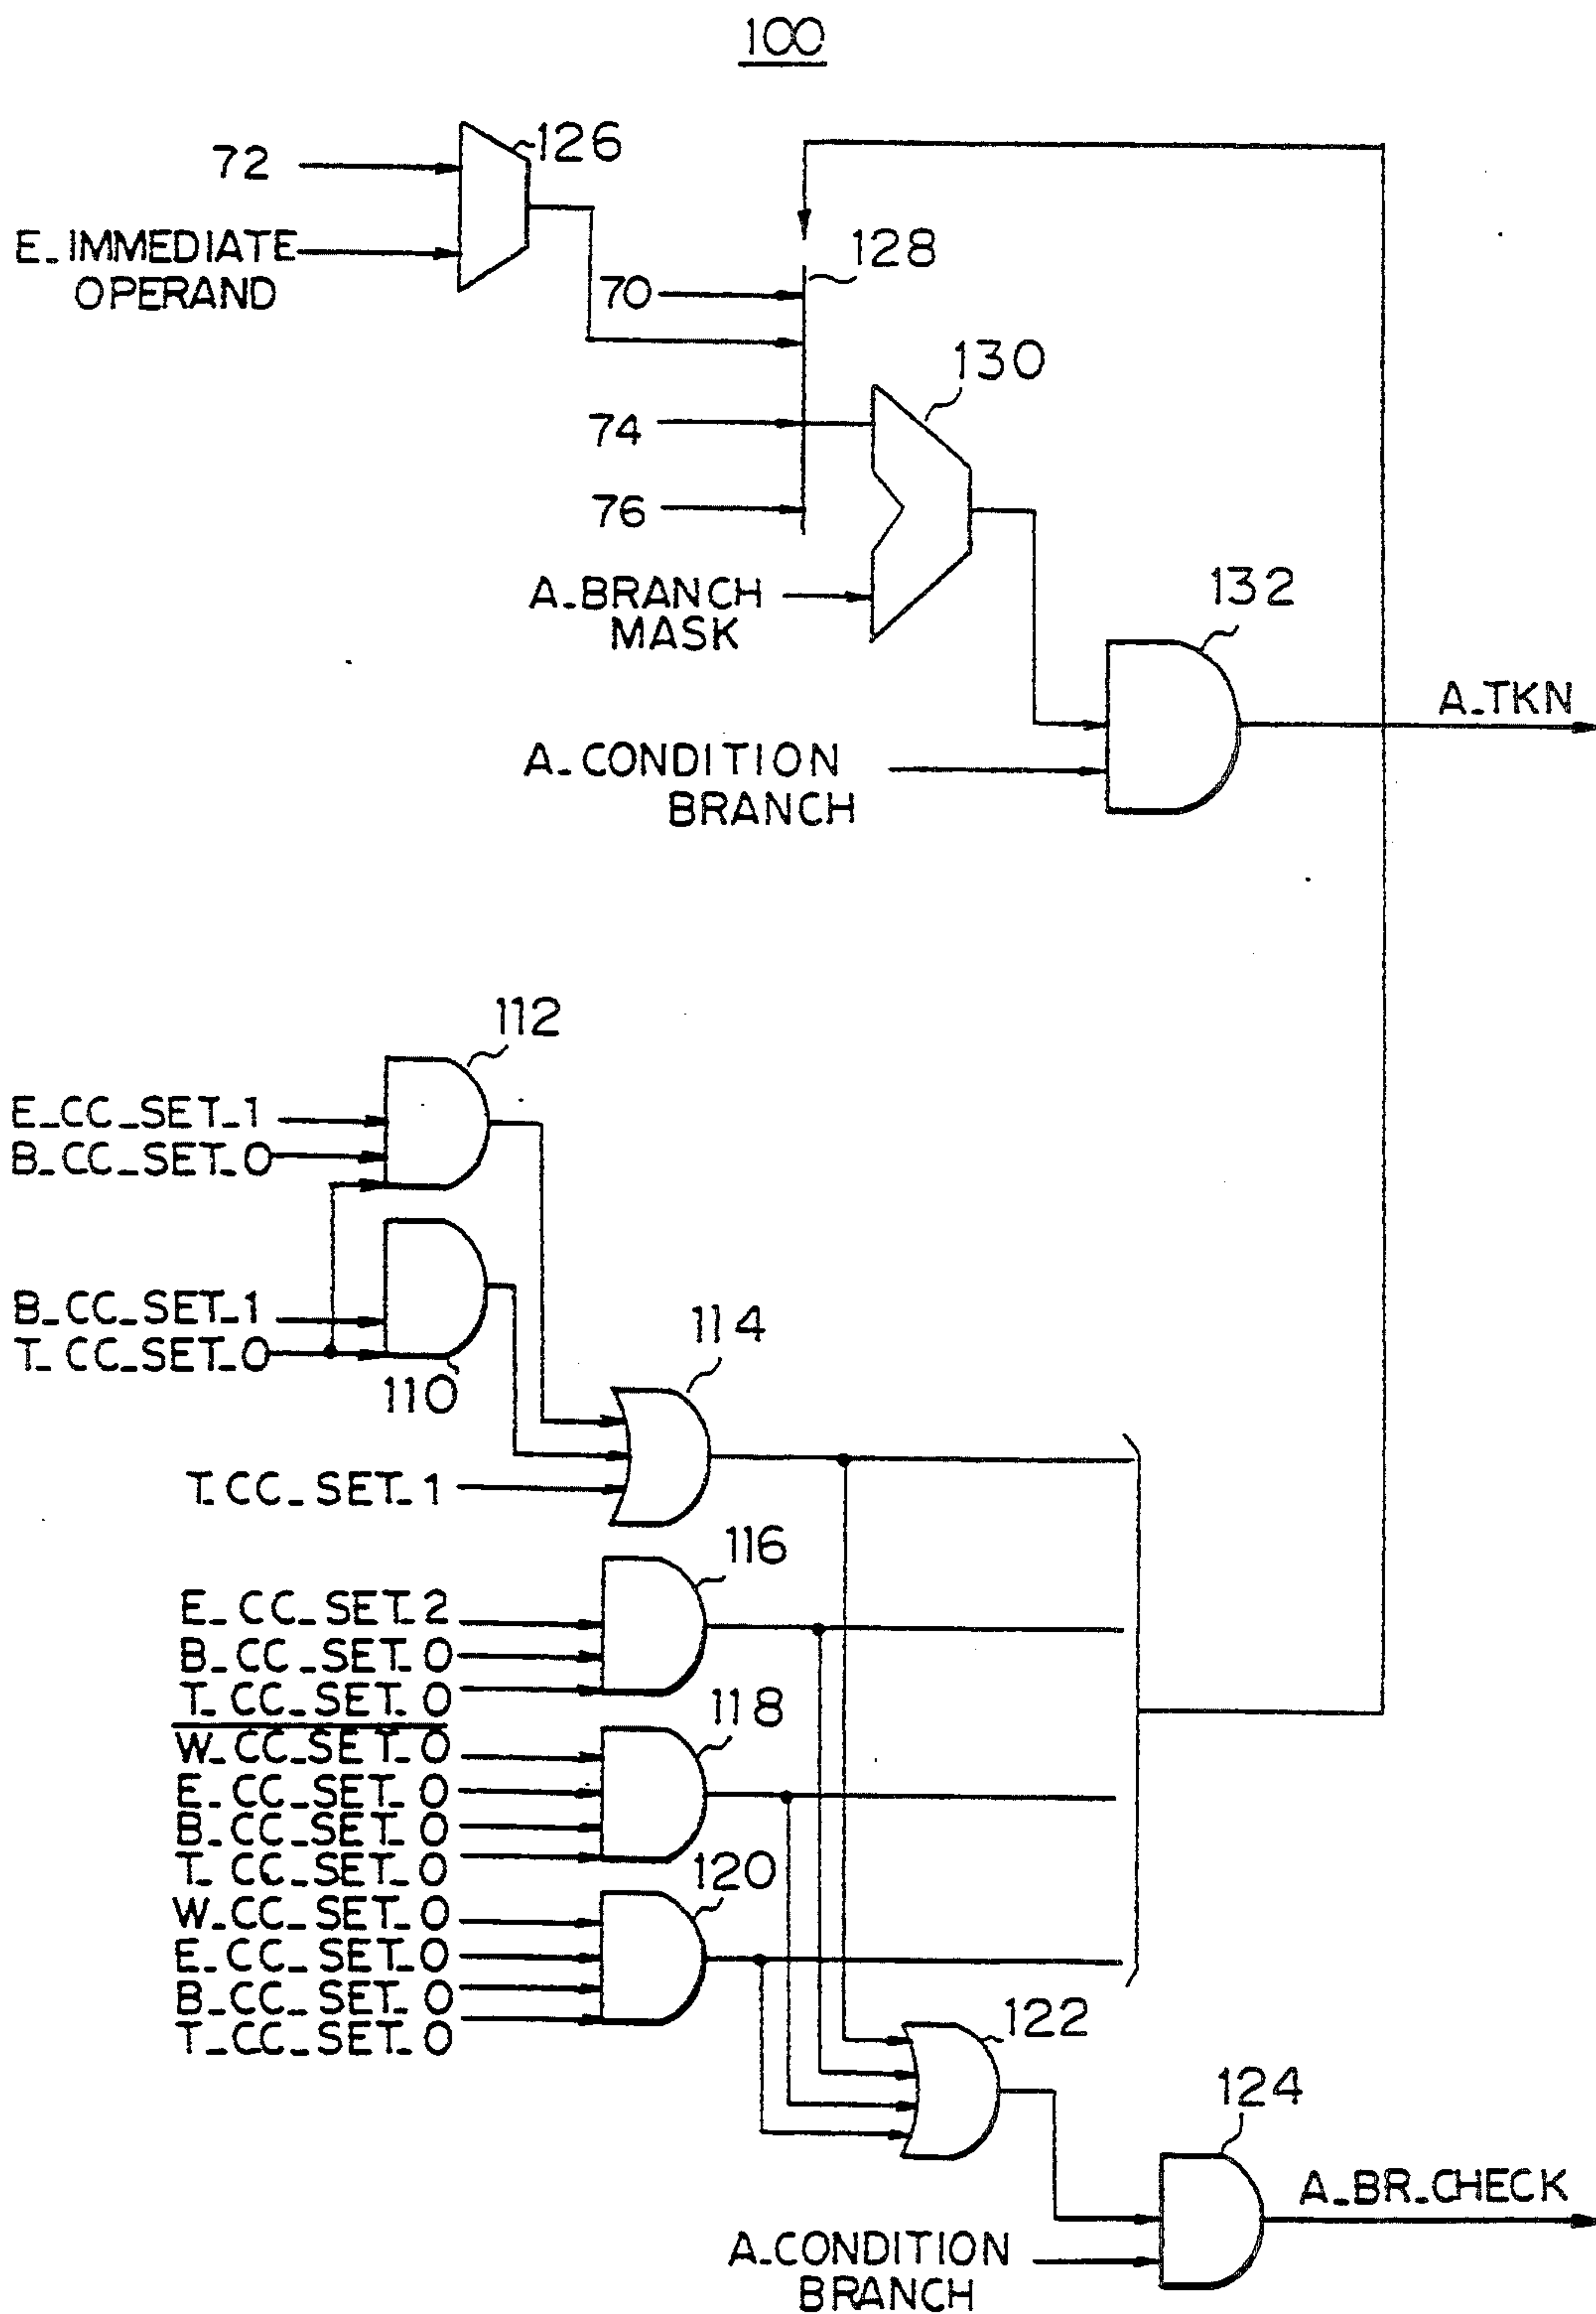 100
126
72
E_IMMEDIATE
OPERAND
128
70
130
74
76
A_BRANCH
MASK
132
A_TKN
A_CONDITION
BRANCH
112
E_CC_SET_1
B_CC_SET_0
B_CC_SET_1
T_CC_SET_0
110
114
T_CC_SET_1
116
E_CC_SET_2
B_CC_SET_0
T_CC_SET_0
118
W_CC_SET_0
E_CC_SET_0
B_CC_SET_0
T_CC_SET_0
120
W_CC_SET_0
E_CC_SET_0
B_CC_SET_0
T_CC_SET_0
122
124
A_BR_CHECK
A_CONDITION
BRANCH